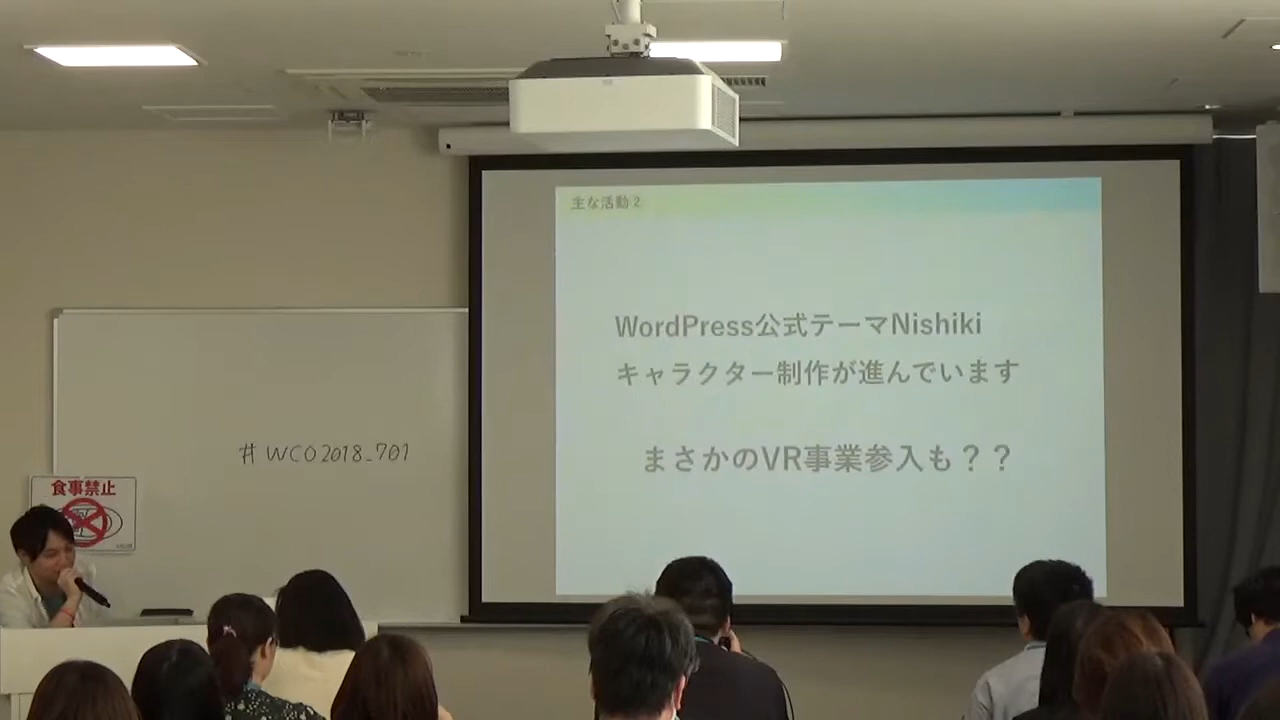 主な活動2
WordPress公式テーマNishiki
キャラクター制作が進んでいます
まさかのVR事業参入も？？
#WCO2018_701
食事禁止